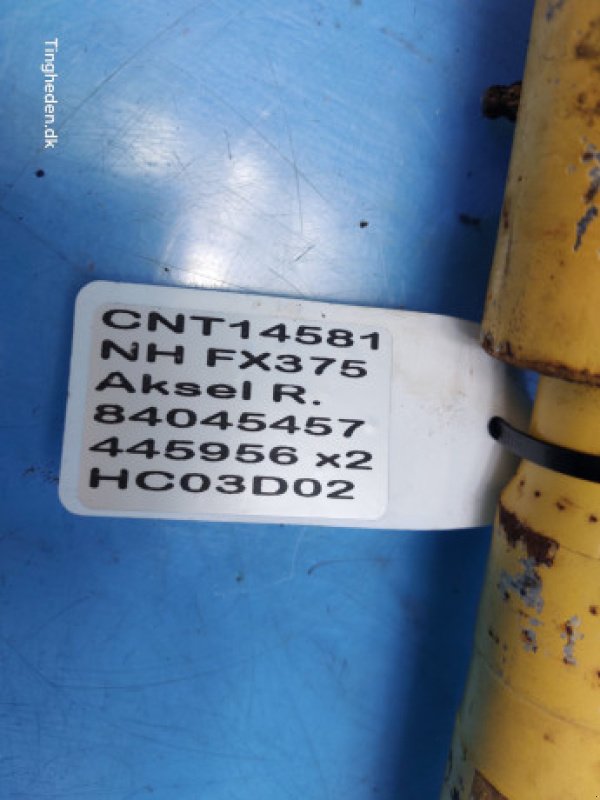 Tingheden.dk
CNT14581
NH FX375
Aksel R.
84045457
445956 x2
HC03D02